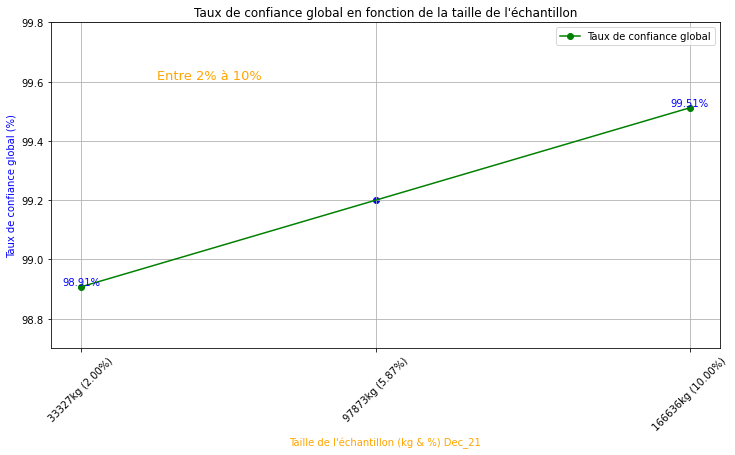 Taux de confiance global en fonction de la taille de l'échantillon
99.8
Taux de confiance global
Entre 2% à 10%
99.6
99.51%
99.4
Taux de confiance global (%)
99.2
99.0
98.91%
98.8
33327kg (2.00%)
97873kg (5.87%)
166636kg (10.00%)
Taille de l'échantillon (kg & %) Dec_21